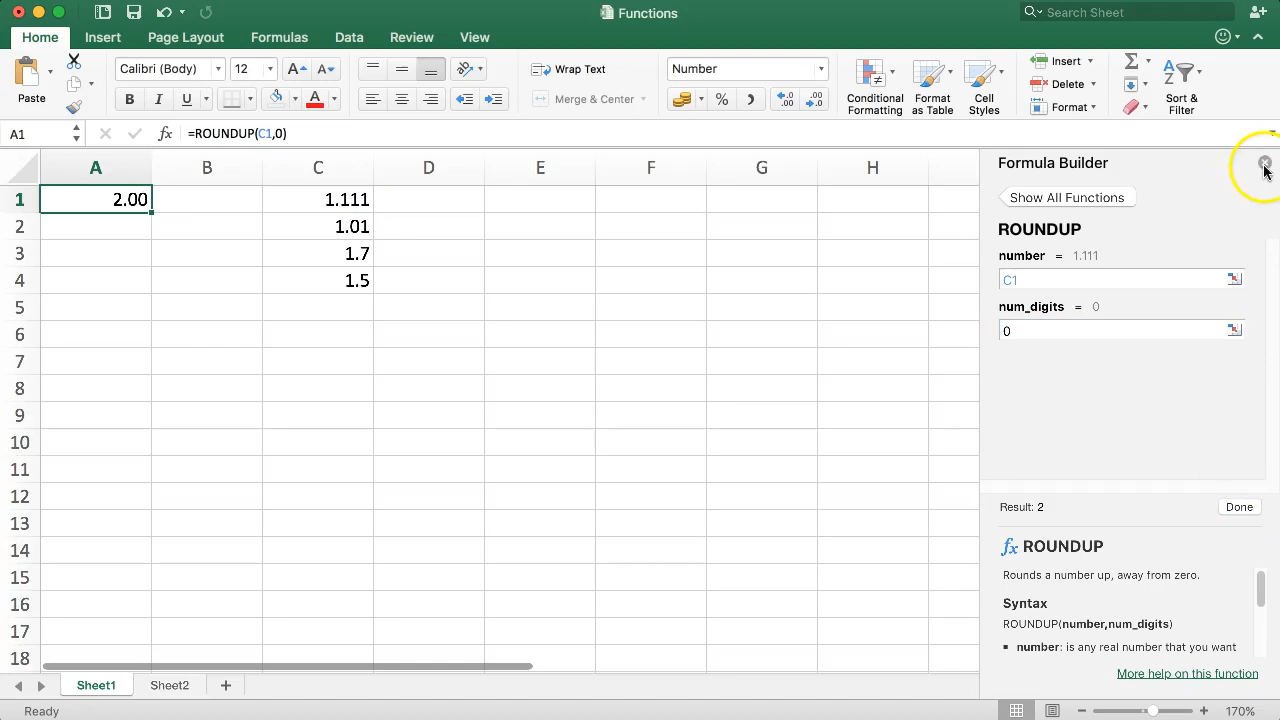 Functions
Search Sheet
Home Insert Page Layout Formulas Data Review View
Paste
Calibri (Body) 12
A A
B I U A
Wrap Text
Merge & Center
Number
%
Conditional Formatting
Format as Table
Cell Styles
Insert
Delete
Format
Sort & Filter
A1 fx =ROUNDUP(C1,0)
A B C D E F G H
1 2.00 1.111
2 1.01
3 1.7
4 1.5
5
6
7
8
9
10
11
12
13
14
15
16
17
18
Formula Builder
Show All Functions
ROUNDUP
number = 1.111
C1
num_digits = 0
0
Result: 2 Done
fx ROUNDUP
Rounds a number up, away from zero.
Syntax
ROUNDUP(number,num_digits)
number: is any real number that you want
More help on this function
Sheet1 Sheet2 +
Ready 170%